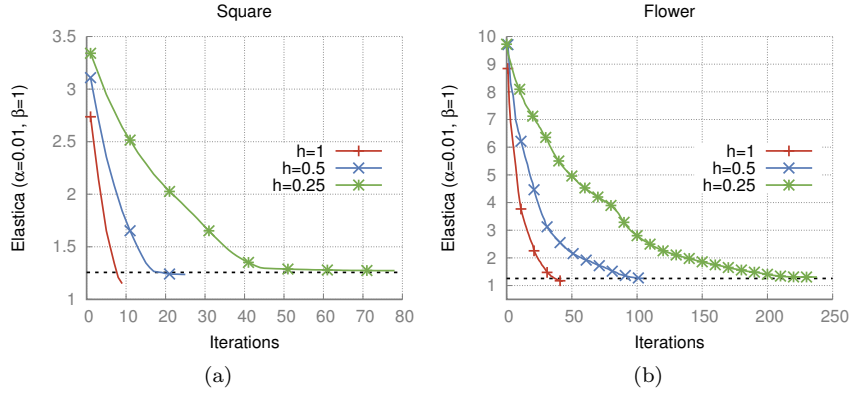 Square
Elastica (α=0.01, β=1)
3.5
3
2.5
2
1.5
1
h=1
h=0.5
h=0.25
0 10 20 30 40 50 60 70 80
Iterations
(a)
Flower
Elastica (α=0.01, β=1)
10
9
8
7
6
5
4
3
2
1
h=1
h=0.5
h=0.25
0 50 100 150 200 250
Iterations
(b)